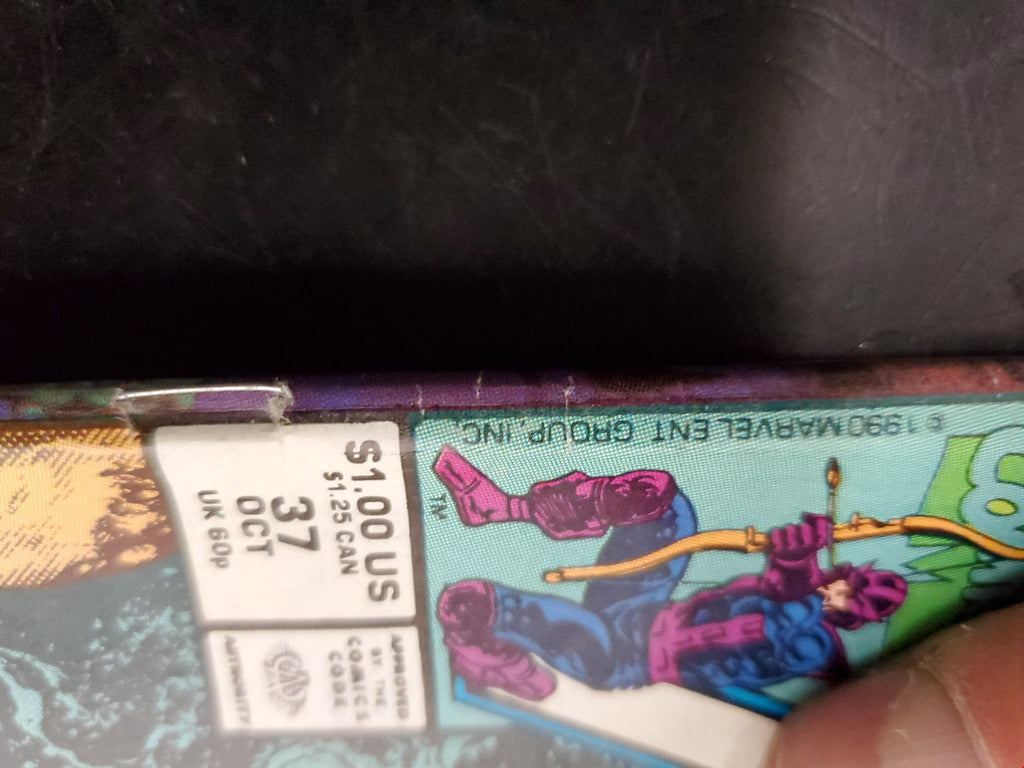 © 1990 MARVEL ENT. GROUP, INC.
TM
$1.00 US
$1.25 CAN
37
OCT
UK 60p
APPROVED
BY THE
COMICS
CODE
AUTHORITY